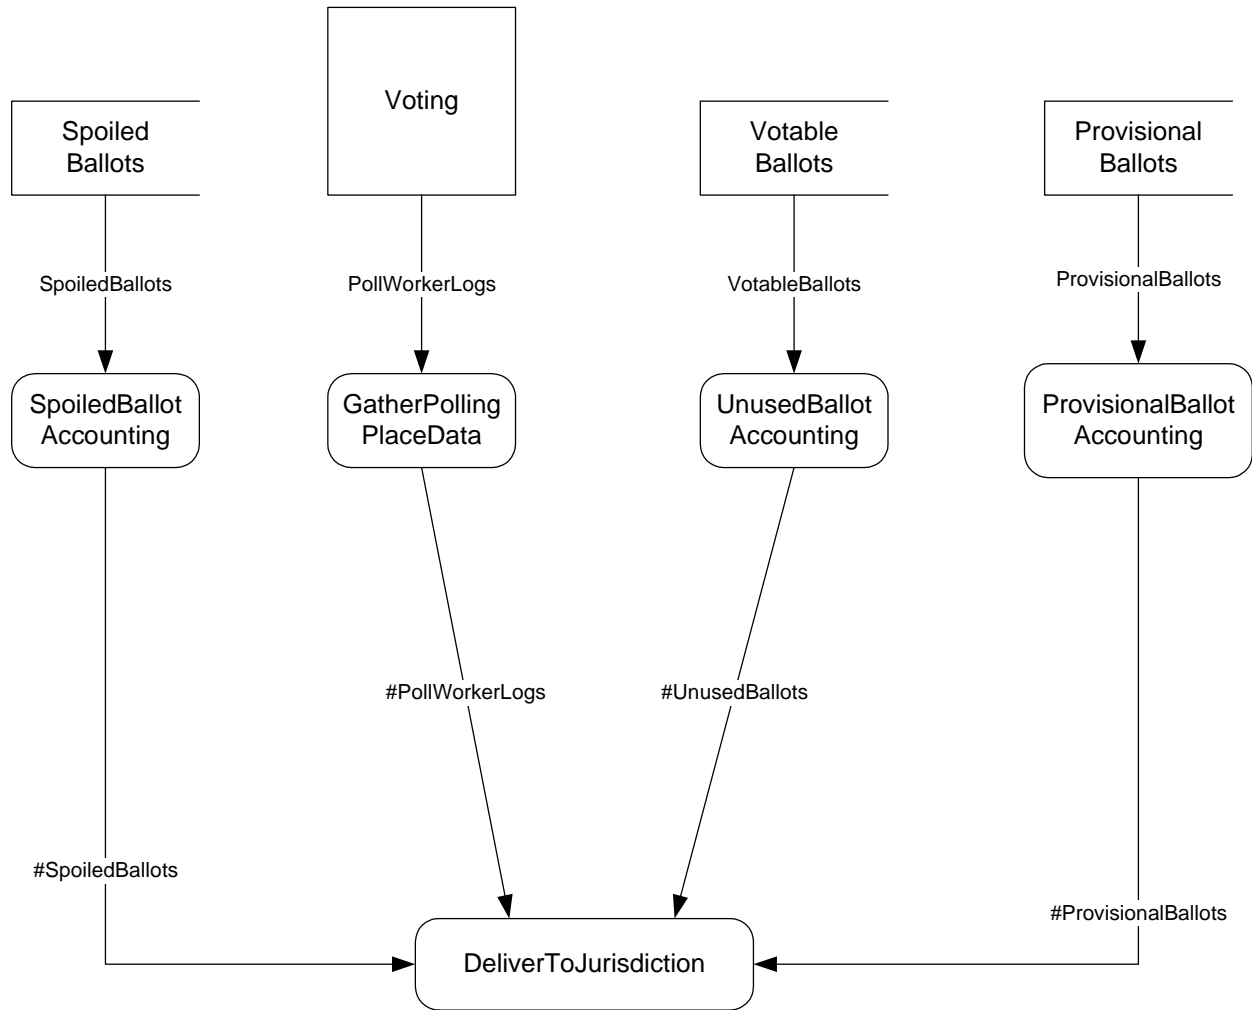 Voting
Spoiled
Ballots
Votable
Ballots
Provisional
Ballots
SpoiledBallots
PollWorkerLogs
VotableBallots
ProvisionalBallots
SpoiledBallot
Accounting
GatherPolling
PlaceData
UnusedBallot
Accounting
ProvisionalBallot
Accounting
#PollWorkerLogs
#UnusedBallots
#SpoiledBallots
#ProvisionalBallots
DeliverToJurisdiction